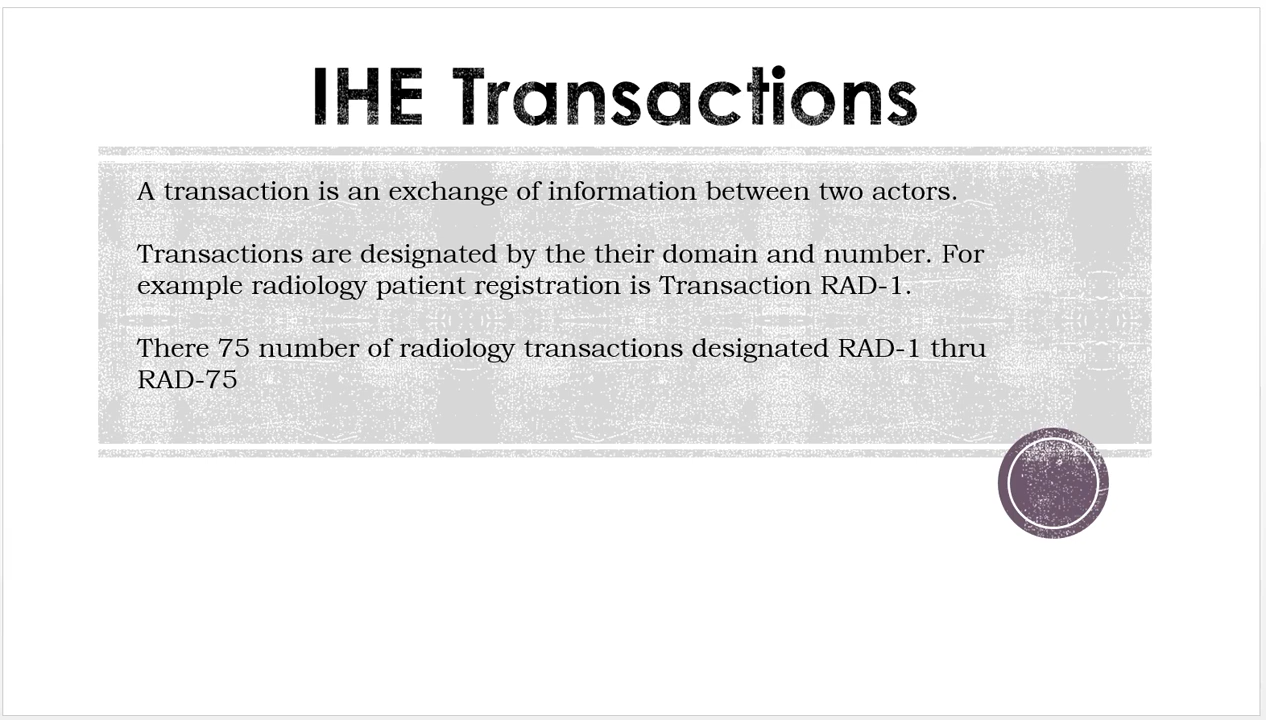 IHE Transactions
A transaction is an exchange of information between two actors.
Transactions are designated by the their domain and number. For
example radiology patient registration is Transaction RAD-1.
There 75 number of radiology transactions designated RAD-1 thru
RAD-75